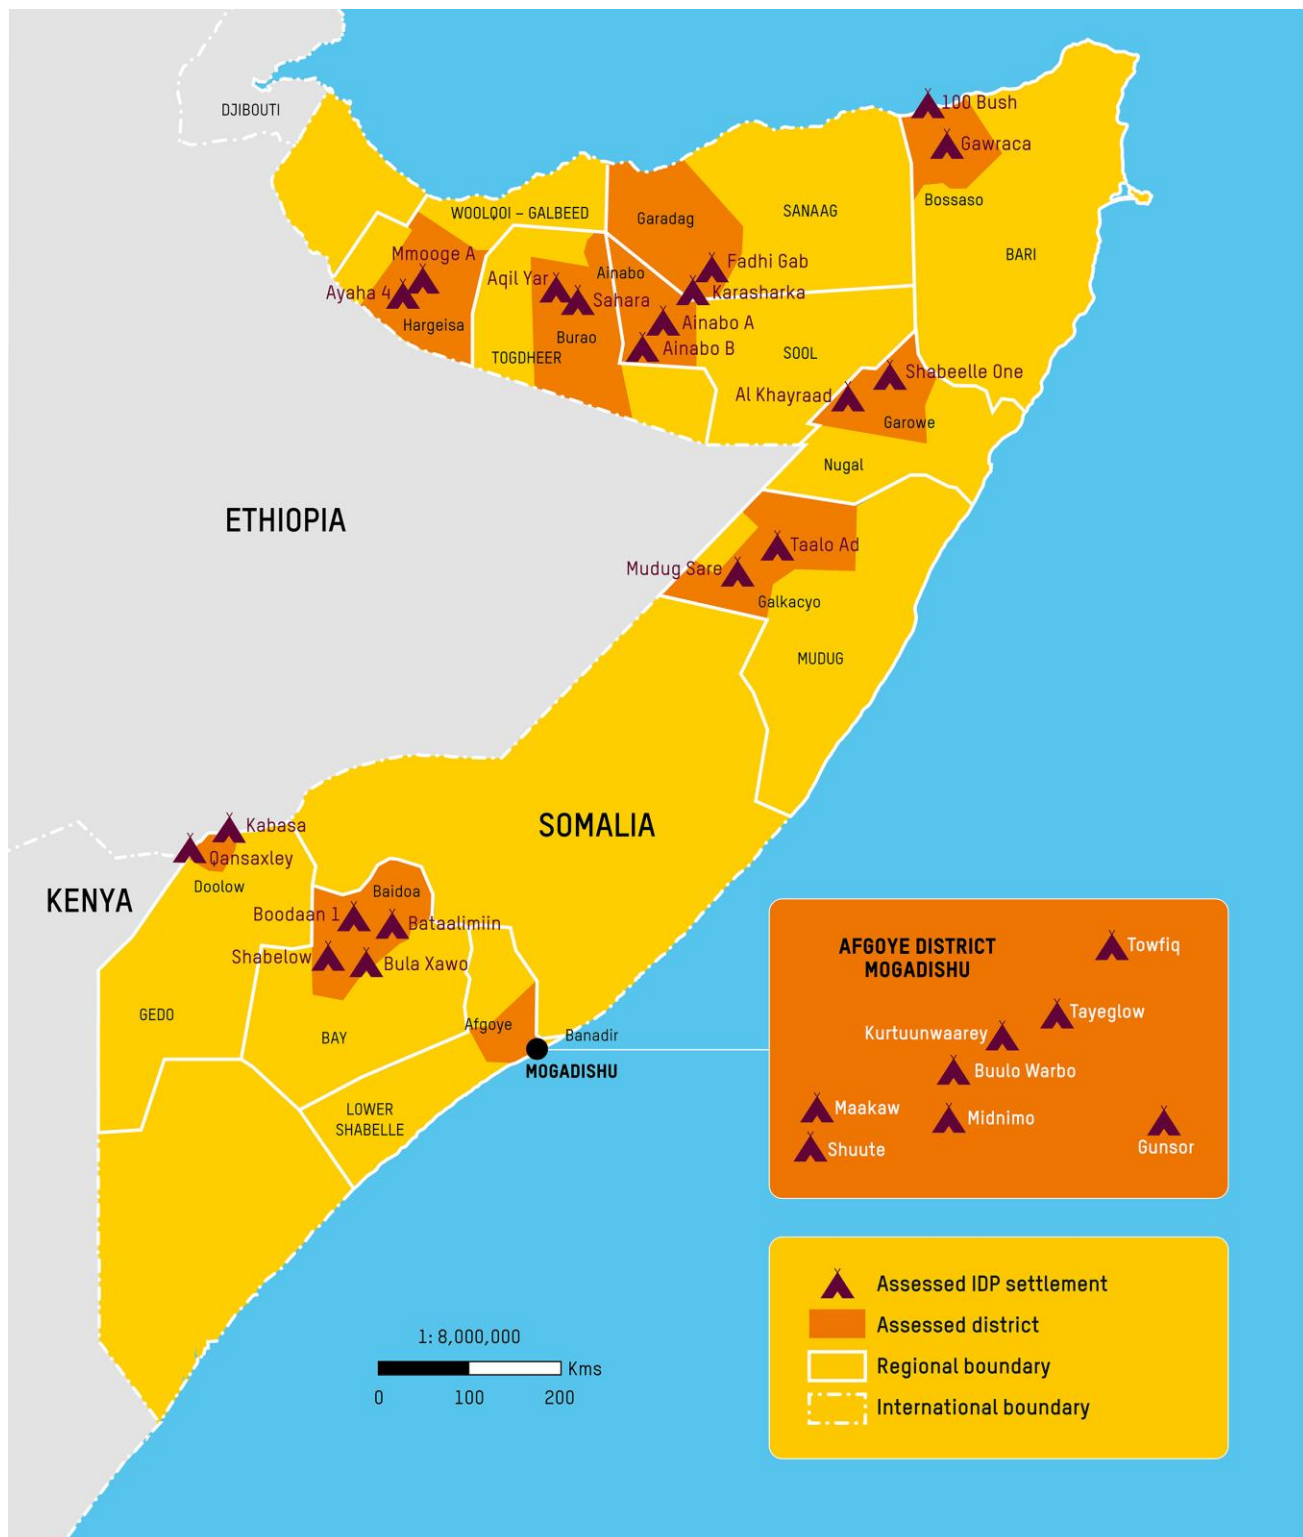 DJIBOUTI
100 Bush
Gawraca
Bossaso
BARI
WOOLQOI – GALBEED
Garadag
SANAAG
Mmooge A
Ayaha 4
Hargeisa
Aqil Yar
Sahara
Burao
TOGDHEER
Ainabo
Fadhi Gab
Karasharka
Ainabo A
Ainabo B
SOOL
Shabeelle One
Al Khayraad
Garowe
Nugal
ETHIOPIA
Taalo Ad
Mudug Sare
Galkacyo
MUDUG
SOMALIA
Kabasa
Qansaxley
Doolow
KENYA
Baidoa
Boodaan 1
Bataalimiin
Shabelow
Bula Xawo
GEDO
BAY
Afgoye
Banadir
MOGADISHU
LOWER
SHABELLE
AFGOYE DISTRICT
MOGADISHU
Towfiq
Tayeglow
Kurtuunwaarey
Buulo Warbo
Maakaw
Midnimo
Shuute
Gunsor
Assessed IDP settlement
Assessed district
Regional boundary
International boundary
1: 8,000,000
Kms
0 100 200